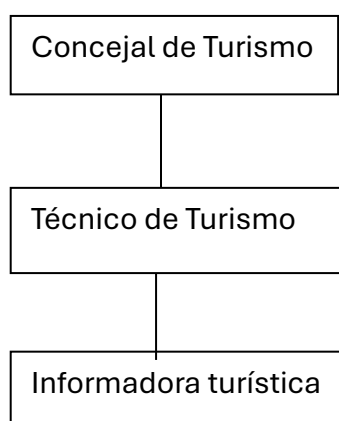 Concejal de Turismo
Técnico de Turismo
Informadora turística